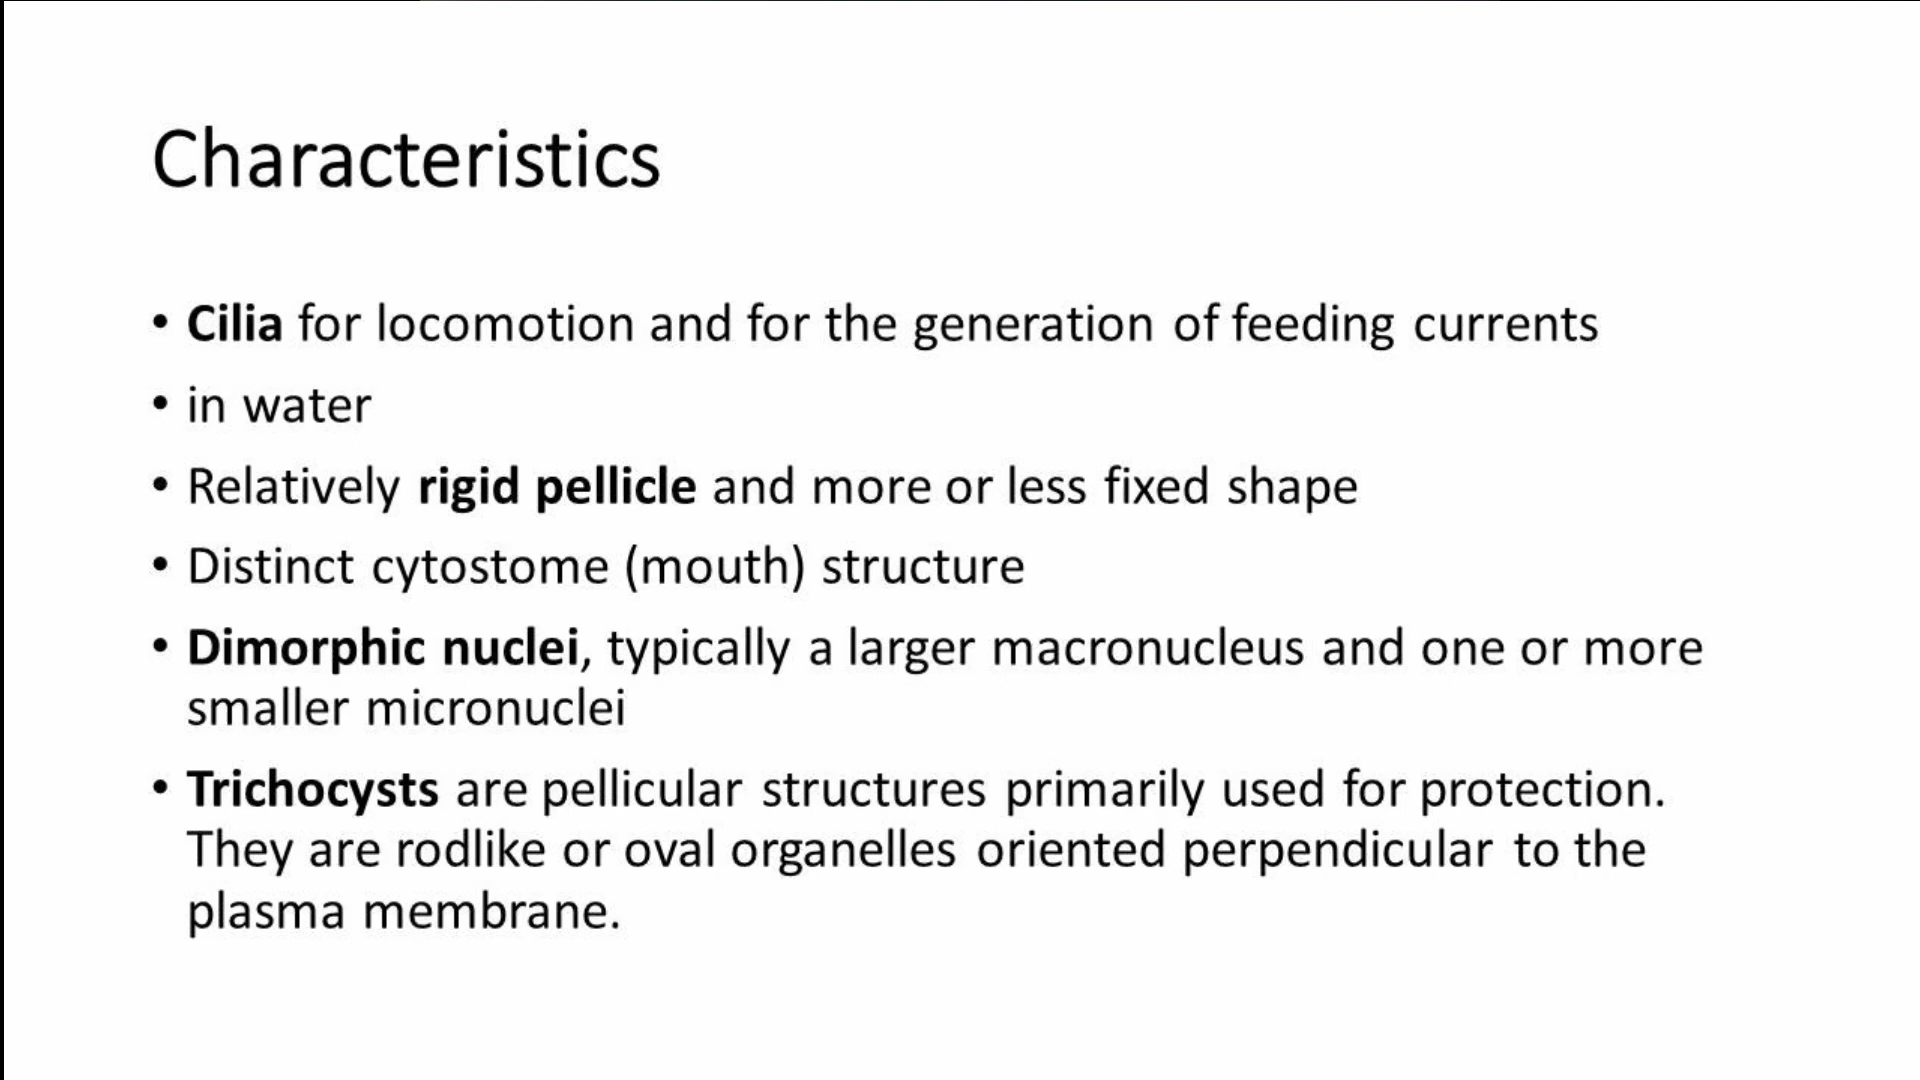 Characteristics
• Cilia for locomotion and for the generation of feeding currents
• in water
• Relatively rigid pellicle and more or less fixed shape
• Distinct cytostome (mouth) structure
• Dimorphic nuclei, typically a larger macronucleus and one or more
smaller micronuclei
• Trichocysts are pellicular structures primarily used for protection.
They are rodlike or oval organelles oriented perpendicular to the
plasma membrane.